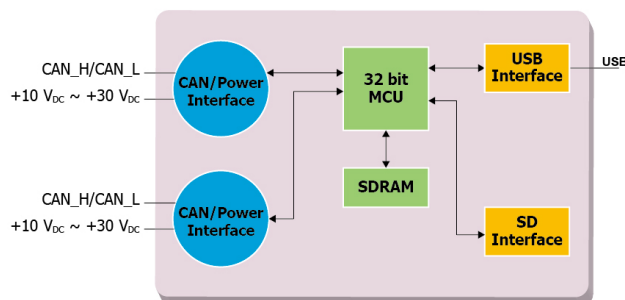 CAN_H/CAN_L
+10 VDC ~ +30 VDC
CAN/Power
Interface
32 bit
MCU
USB
Interface
USB
SDRAM
CAN_H/CAN_L
+10 VDC ~ +30 VDC
CAN/Power
Interface
SD
Interface